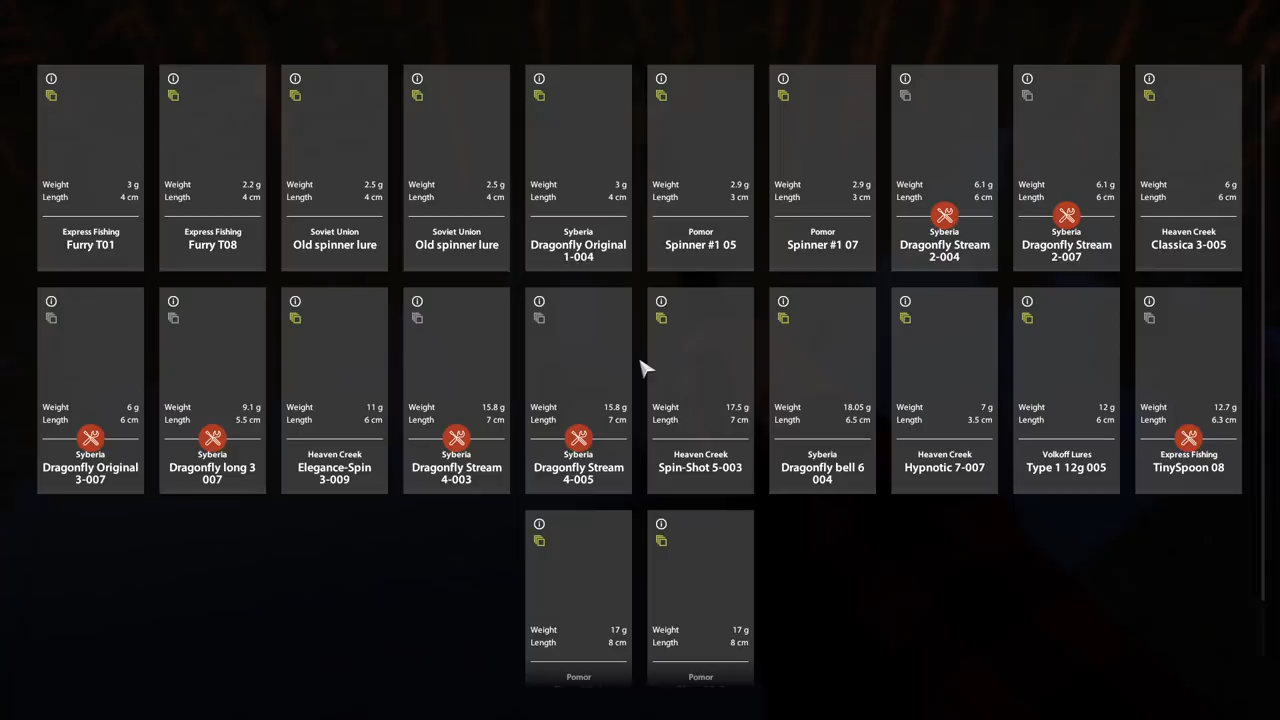 Weight 3 g
Length 4 cm
Express Fishing
Furry T01
Weight 2.2 g
Length 4 cm
Express Fishing
Furry T08
Weight 2.5 g
Length 4 cm
Soviet Union
Old spinner lure
Weight 2.5 g
Length 4 cm
Soviet Union
Old spinner lure
Weight 3 g
Length 4 cm
Syberia
Dragonfly Original
1-004
Weight 2.9 g
Length 3 cm
Pomor
Spinner #1 05
Weight 2.9 g
Length 3 cm
Pomor
Spinner #1 07
Weight 6.1 g
Length 6 cm
Syberia
Dragonfly Stream
2-004
Weight 6.1 g
Length 6 cm
Syberia
Dragonfly Stream
2-007
Weight 6 g
Length 6 cm
Heaven Creek
Classica 3-005
Weight 6 g
Length 6 cm
Syberia
Dragonfly Original
3-007
Weight 9.1 g
Length 5.5 cm
Syberia
Dragonfly long 3
007
Weight 11 g
Length 6 cm
Heaven Creek
Elegance-Spin
3-009
Weight 15.8 g
Length 7 cm
Syberia
Dragonfly Stream
4-003
Weight 15.8 g
Length 7 cm
Syberia
Dragonfly Stream
4-005
Weight 17.5 g
Length 7 cm
Heaven Creek
Spin-Shot 5-003
Weight 18.05 g
Length 6.5 cm
Syberia
Dragonfly bell 6
004
Weight 7 g
Length 3.5 cm
Heaven Creek
Hypnotic 7-007
Weight 12 g
Length 6 cm
Volkoff Lures
Type 1 12g 005
Weight 12.7 g
Length 6.3 cm
Express Fishing
TinySpoon 08
Weight 17 g
Length 8 cm
Pomor
Weight 17 g
Length 8 cm
Pomor